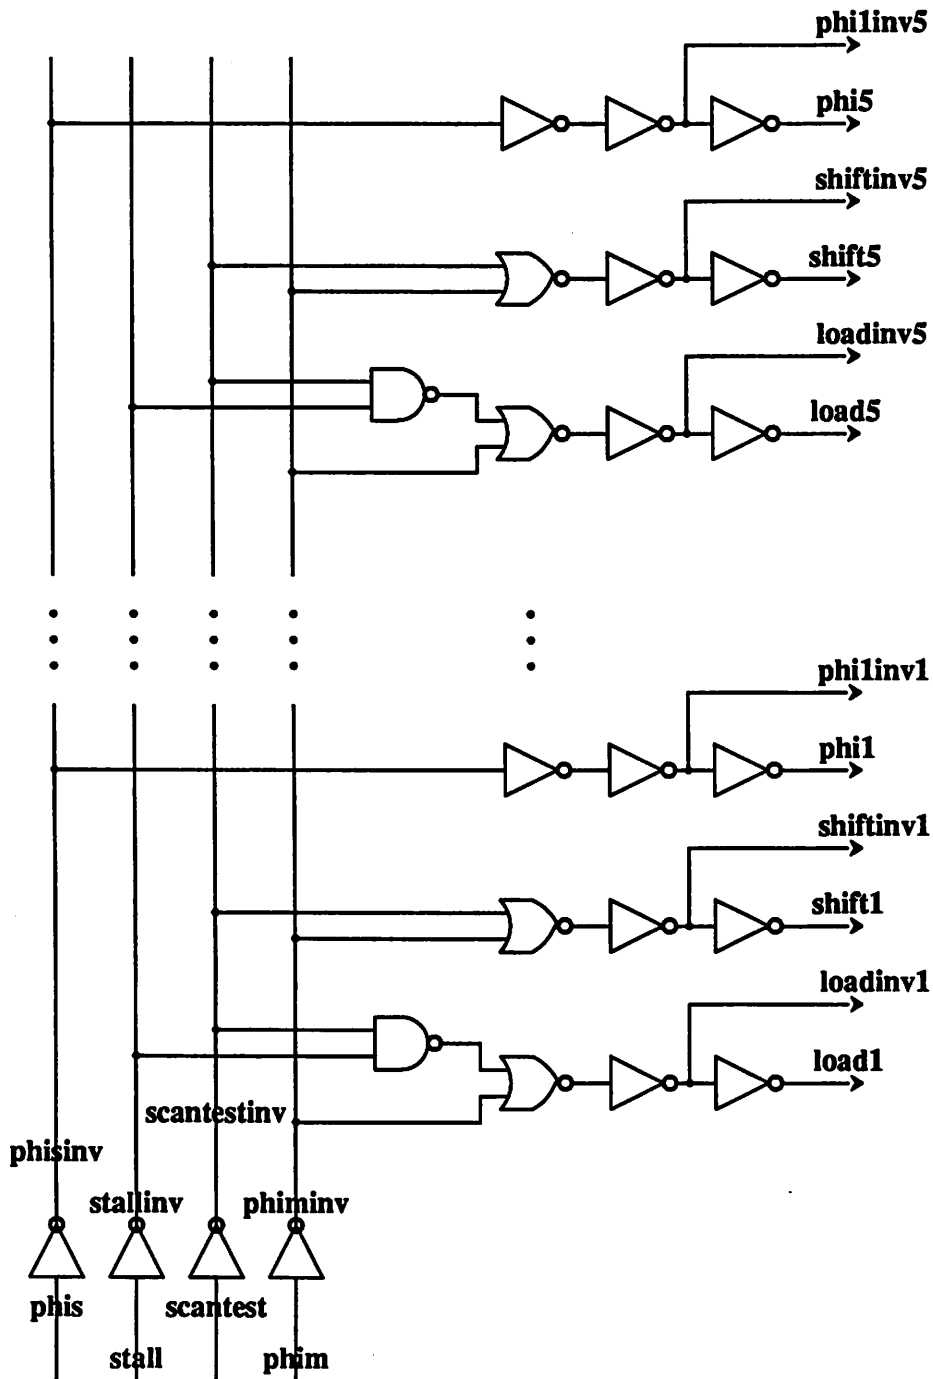 phi1inv5
phi5
shiftinv5
shift5
loadinv5
load5
phi1inv1
phi1
shiftinv1
shift1
loadinv1
load1
scantestinv
phisinv
stallinv
phiminv
phis
scantest
stall
phim